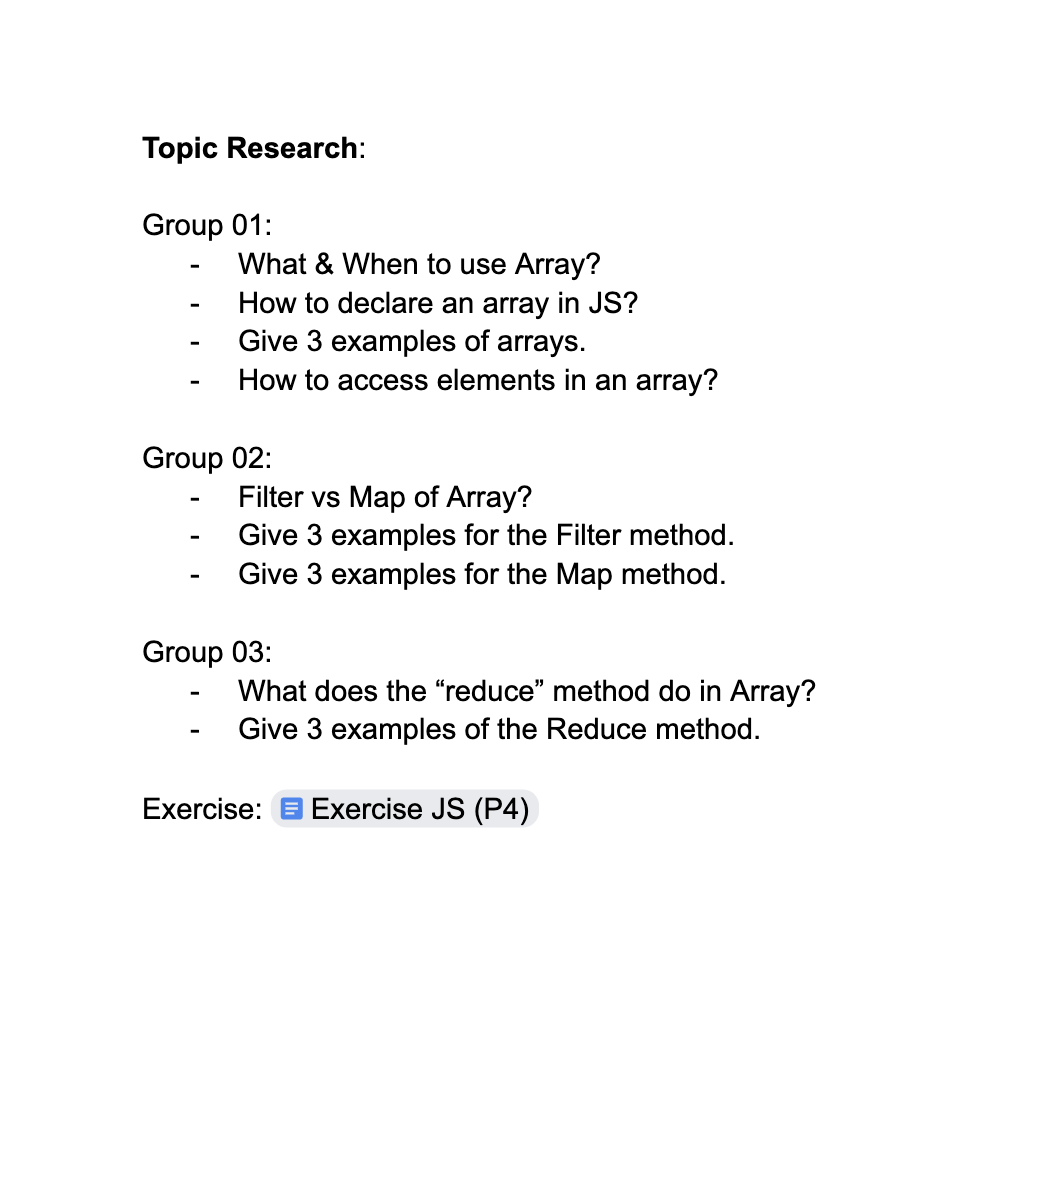 Topic Research:
Group 01:
- What & When to use Array?
- How to declare an array in JS?
- Give 3 examples of arrays.
- How to access elements in an array?
Group 02:
- Filter vs Map of Array?
- Give 3 examples for the Filter method.
- Give 3 examples for the Map method.
Group 03:
- What does the “reduce” method do in Array?
- Give 3 examples of the Reduce method.
Exercise: Exercise JS (P4)